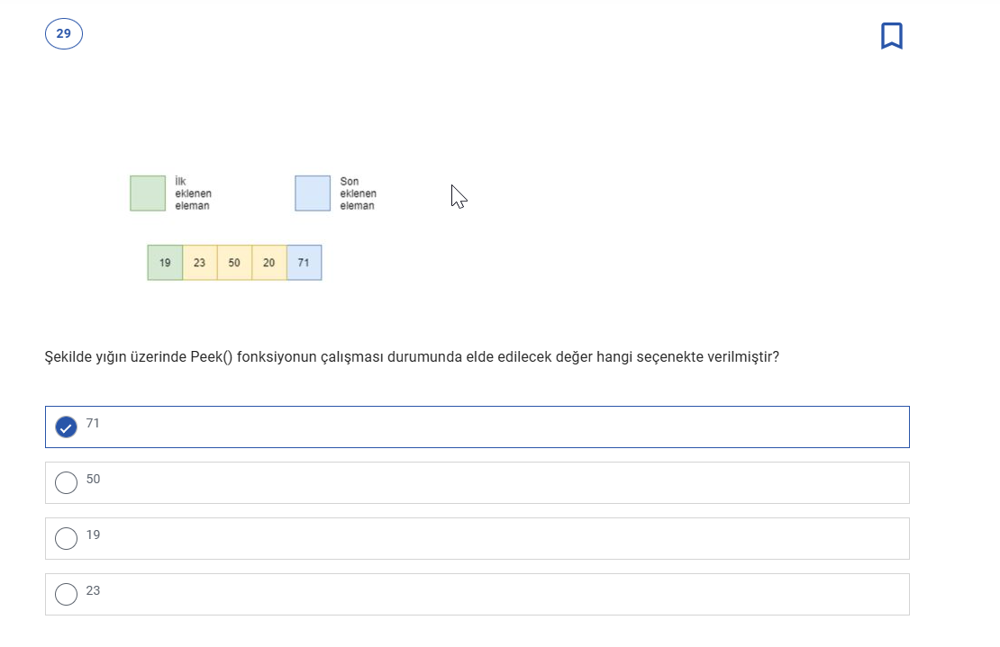 29
İlk
eklenen
eleman
Son
eklenen
eleman
19 23 50 20 71
Şekilde yığın üzerinde Peek() fonksiyonun çalışması durumunda elde edilecek değer hangi seçenekte verilmiştir?
71
50
19
23